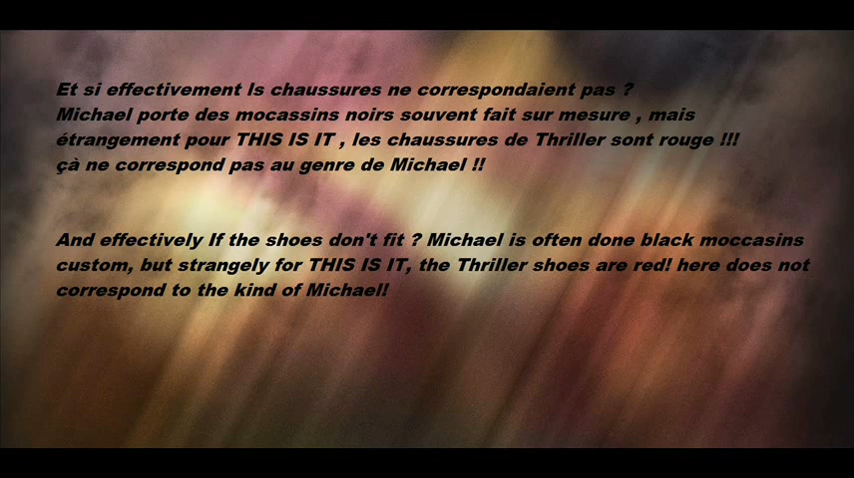 Et si effectivement ls chaussures ne correspondaient pas ?
Michael porte des mocassins noirs souvent fait sur mesure , mais
étrangement pour THIS IS IT , les chaussures de Thriller sont rouge !!!
çà ne correspond pas au genre de Michael !!
And effectively If the shoes don't fit ? Michael is often done black moccasins
custom, but strangely for THIS IS IT, the Thriller shoes are red! here does not
correspond to the kind of Michael!